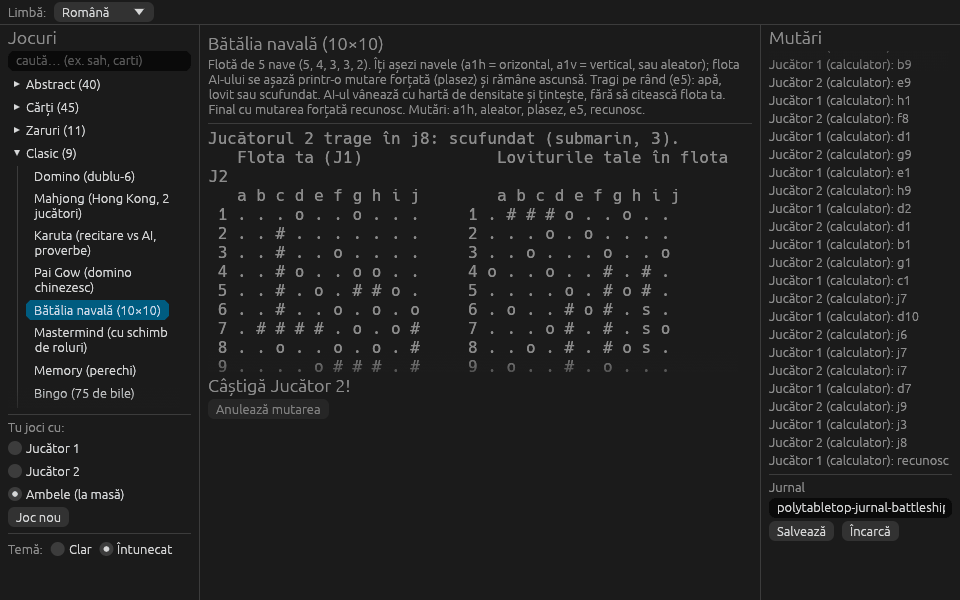 Limbă: Română
Jocuri
caută... (ex. sah, carti)
Abstract (40)
Cărți (45)
Zaruri (11)
Clasic (9)
Domino (dublu-6)
Mahjong (Hong Kong, 2
jucători)
Karuta (recitare vs AI,
proverbe)
Pai Gow (domino
chinezesc)
Bătălia navală (10×10)
Mastermind (cu schimb
de roluri)
Memory (perechi)
Bingo (75 de bile)
Tu joci cu:
Jucător 1
Jucător 2
Ambele (la masă)
Joc nou
Temă: Clar Întunecat
Bătălia navală (10×10)
Flotă de 5 nave (5, 4, 3, 3, 2). Îți așezi navele (a1h = orizontal, a1v = vertical, sau aleator); flota
AI-ului se așază printr-o mutare forțată (plasez) și rămâne ascunsă. Tragi pe rând (e5): apă,
lovit sau scufundat. AI-ul vânează cu hartă de densitate și țintește, fără să citească flota ta.
Final cu mutarea forțată recunosc. Mutări: a1h, aleator, plasez, e5, recunosc.
Jucătorul 2 trage în j8: scufundat (submarin, 3).
Flota ta (J1) Loviturile tale în flota
J2
a b c d e f g h i j a b c d e f g h i j
1 . . . o . . o . . . 1 . # # # o . . o . .
2 . . # . . . . . . . 2 . . . o . o . . . .
3 . . # . . o . . . . 3 . . o . . . o . . o
4 . . # o . . o o . . 4 o . . o . . # . # .
5 . . # . o . # # o . 5 . . . . o . # o # .
6 . . # . . o . o . o 6 . o . . # o # . s .
7 . # # # # . o . o # 7 . . . o # . # . s o
8 . . o . . o . o . # 8 . . o . # . # o s .
9 . . . . o # # # . # 9 . o . . # . o . . .
Câștigă Jucător 2!
Anulează mutarea
Mutări
Jucător 1 (calculator): b9
Jucător 2 (calculator): e9
Jucător 1 (calculator): h1
Jucător 2 (calculator): f8
Jucător 1 (calculator): d1
Jucător 2 (calculator): g9
Jucător 1 (calculator): e1
Jucător 2 (calculator): h9
Jucător 1 (calculator): d2
Jucător 2 (calculator): d1
Jucător 1 (calculator): b1
Jucător 2 (calculator): g1
Jucător 1 (calculator): c1
Jucător 2 (calculator): j7
Jucător 1 (calculator): d10
Jucător 2 (calculator): j6
Jucător 1 (calculator): j7
Jucător 2 (calculator): i7
Jucător 1 (calculator): d7
Jucător 2 (calculator): j9
Jucător 1 (calculator): j3
Jucător 2 (calculator): j8
Jucător 1 (calculator): recunosc
Jurnal
polytabletop-jurnal-battleship
Salvează Încarcă